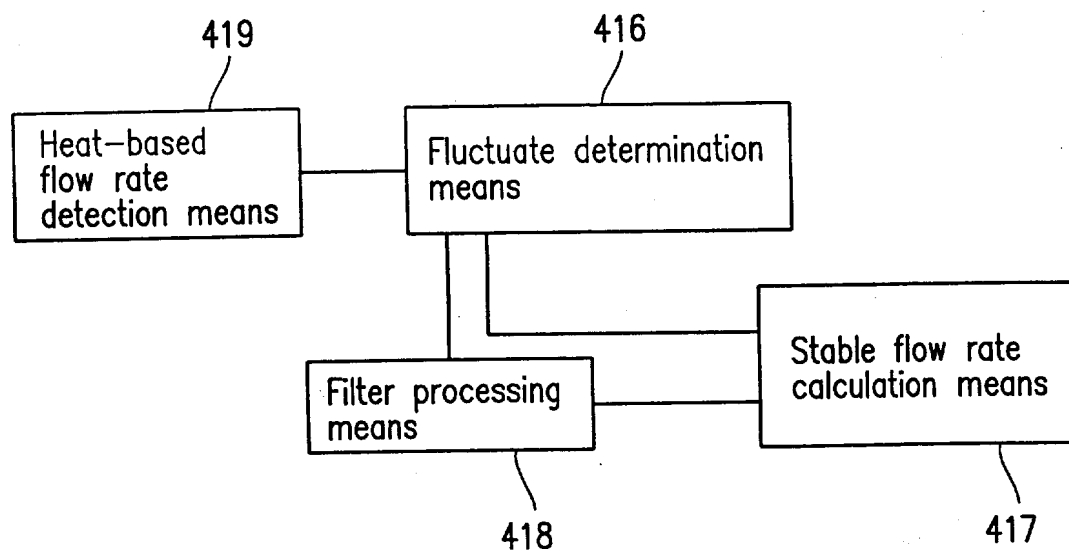 419
416
Heat-based
flow rate
detection means
Fluctuate determination
means
Stable flow rate
calculation means
Filter processing
means
418
417